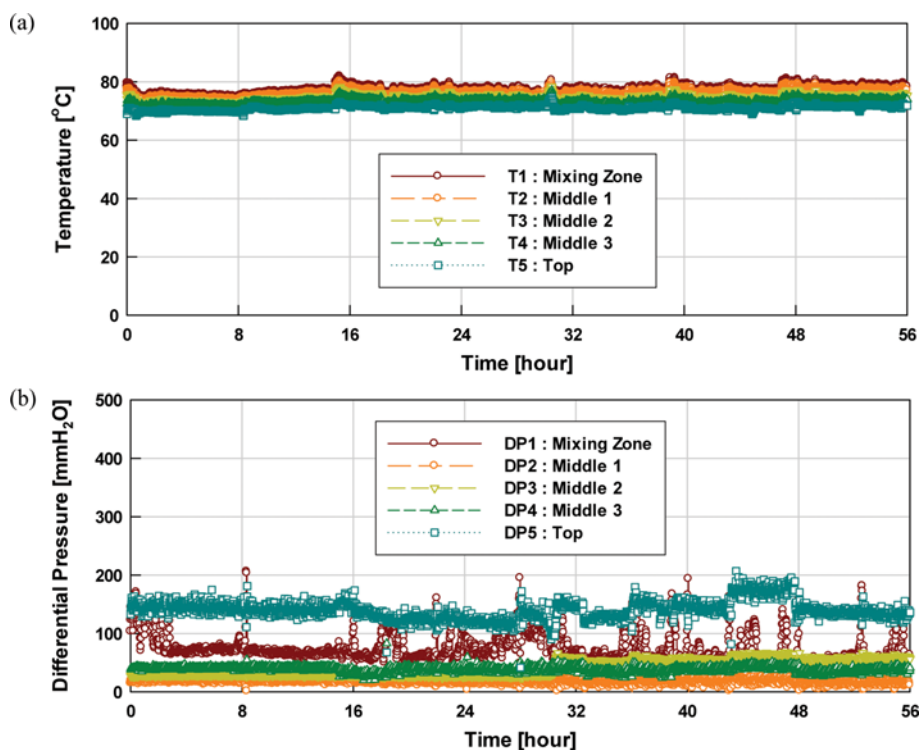 (a)
100
80
60
40
20
0
Temperature [°C]
T1 : Mixing Zone
T2 : Middle 1
T3 : Middle 2
T4 : Middle 3
T5 : Top
0 8 16 24 32 40 48 56
Time [hour]
(b)
500
400
300
200
100
0
Differential Pressure [mmH₂O]
DP1 : Mixing Zone
DP2 : Middle 1
DP3 : Middle 2
DP4 : Middle 3
DP5 : Top
0 8 16 24 32 40 48 56
Time [hour]